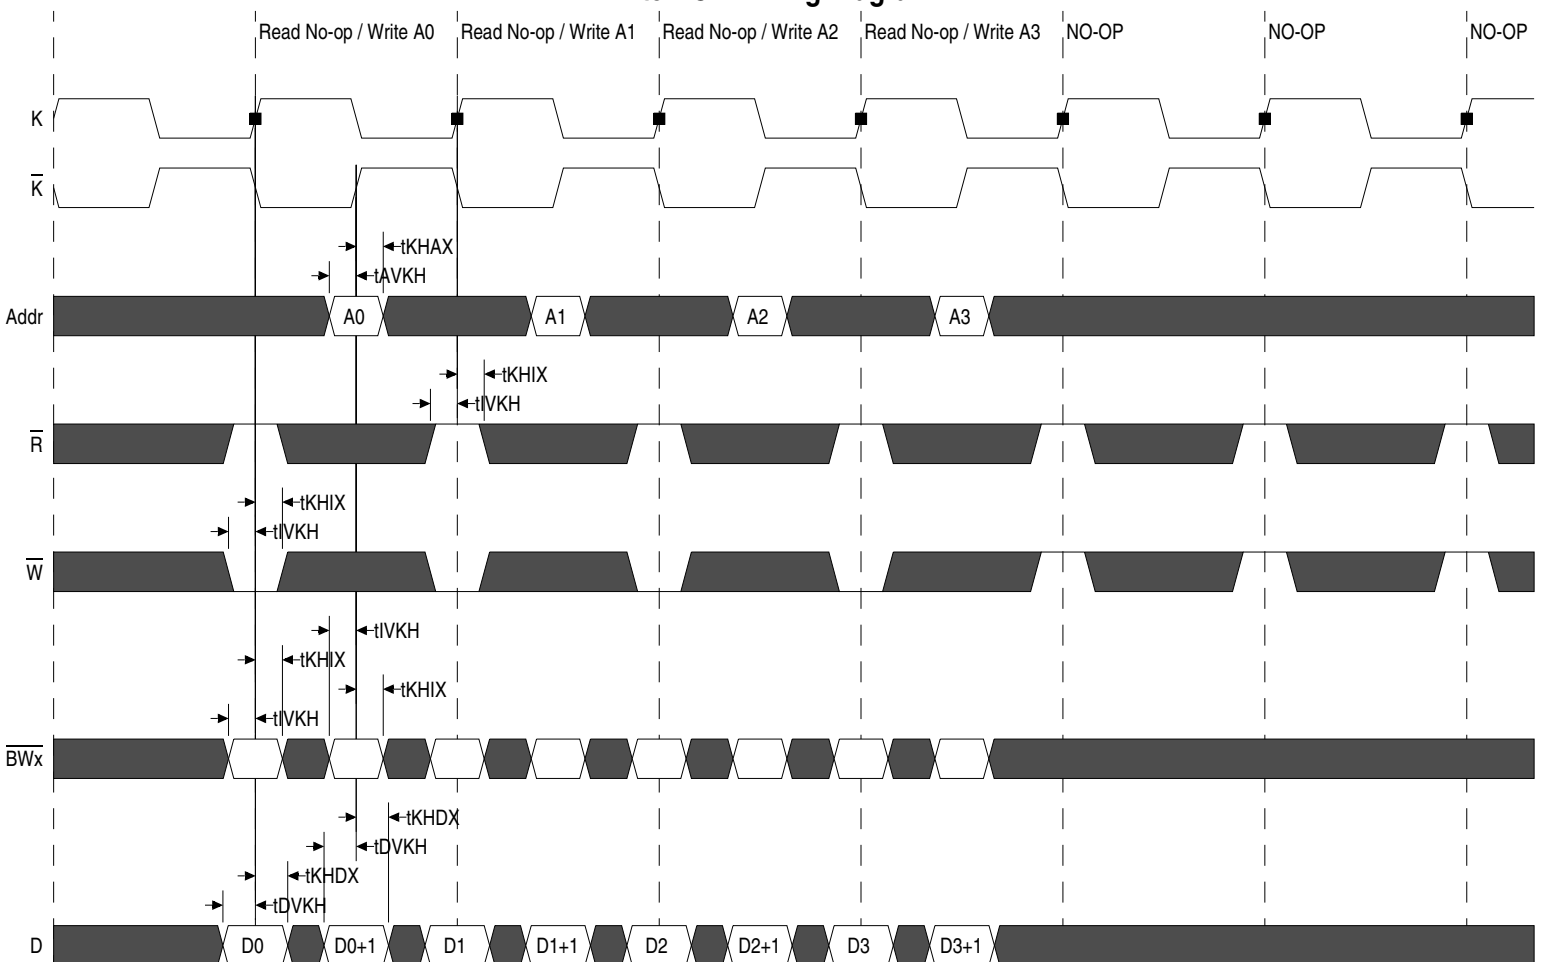 Read No-op / Write A0 Read No-op / Write A1 Read No-op / Write A2 Read No-op / Write A3 NO-OP NO-OP NO-OP
K
K
tKHAX
tAVKH
Addr A0 A1 A2 A3
tKHIX
tIVKH
R
tKHIX
tIVKH
W
tIVKH
tKHIX
tKHIX
tIVKH
BWx
tKHDX
tDVKH
tKHDX
tDVKH
D D0 D0+1 D1 D1+1 D2 D2+1 D3 D3+1